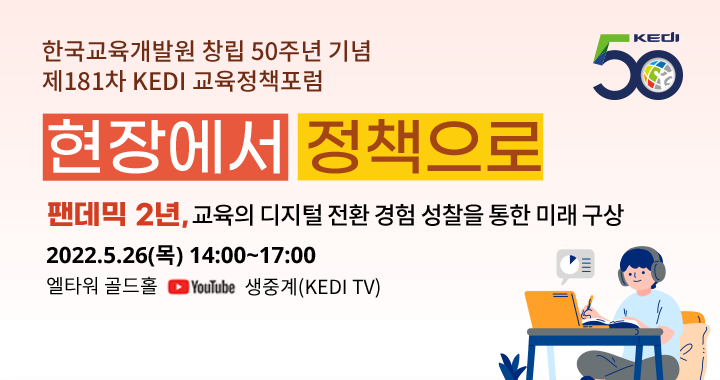 한국교육개발원 창립 50주년 기념
제181차 KEDI 교육정책포럼
KEDI
50
현장에서 정책으로
팬데믹 2년, 교육의 디지털 전환 경험 성찰을 통한 미래 구상
2022.5.26(목) 14:00~17:00
엘타워 골드홀 YouTube 생중계(KEDI TV)